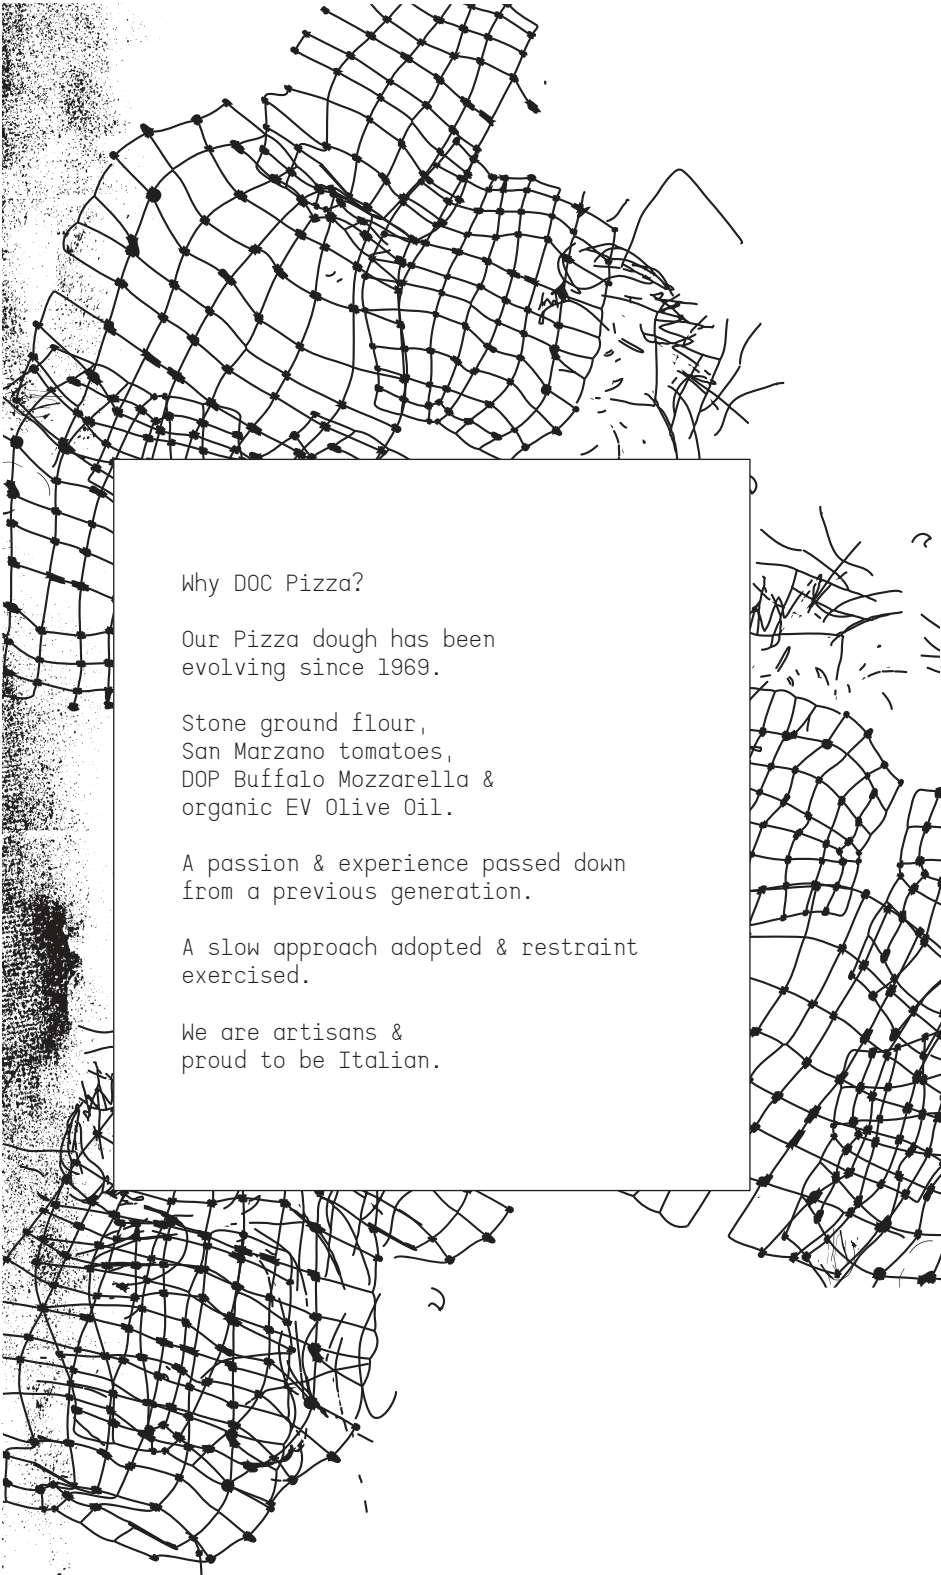 Why DOC Pizza?
Our Pizza dough has been
evolving since 1969.
Stone ground flour,
San Marzano tomatoes,
DOP Buffalo Mozzarella &
organic EV Olive Oil.
A passion & experience passed down
from a previous generation.
A slow approach adopted & restraint
exercised.
We are artisans &
proud to be Italian.